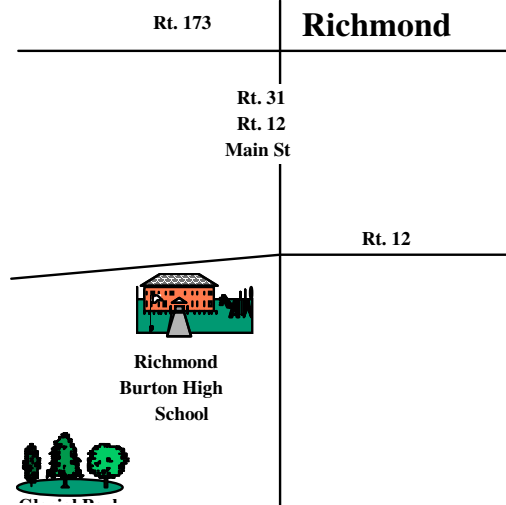 Rt. 173
Richmond
Rt. 31
Rt. 12
Main St
Rt. 12
Richmond
Burton High
School